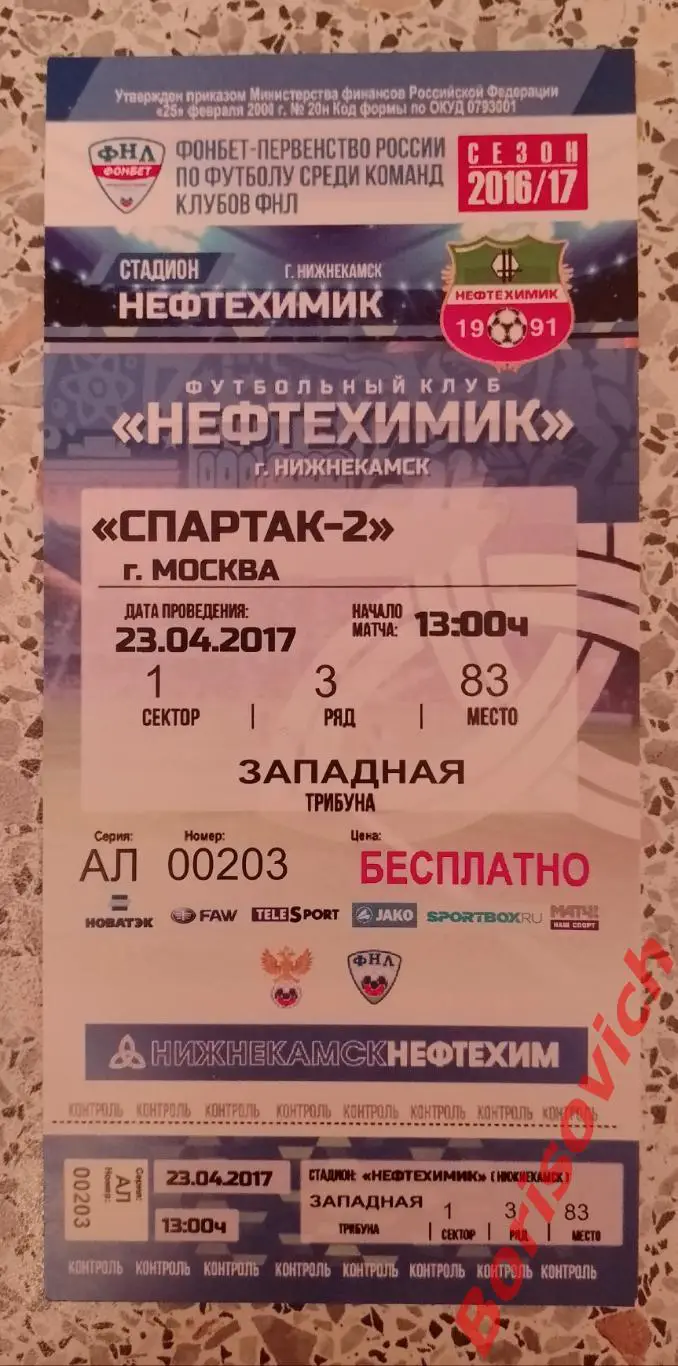 Утвержден приказом Министерства финансов Российской Федерации
«25» февраля 2000 г. № 20н Код формы по ОКУД 0793001
ФНЛ
ФОНБЕТ
ФОНБЕТ-ПЕРВЕНСТВО РОССИИ
ПО ФУТБОЛУ СРЕДИ КОМАНД
КЛУБОВ ФНЛ
СЕЗОН
2016/17
СТАДИОН
Г. НИЖНЕКАМСК
НЕФТЕХИМИК
НЕФТЕХИМИК
19 91
ФУТБОЛЬНЫЙ КЛУБ
«НЕФТЕХИМИК»
г. НИЖНЕКАМСК
«СПАРТАК-2»
г. МОСКВА
ДАТА ПРОВЕДЕНИЯ:
23.04.2017
НАЧАЛО
МАТЧА:
13:00ч
1 3 83
СЕКТОР | РЯД | МЕСТО
ЗАПАДНАЯ
ТРИБУНА
Серия: Номер: Цена:
АЛ 00203 БЕСПЛАТНО
НОВАТЭК FAW TELESPORT JAKO SPORTBOX.RU МАТЧ!
НАШ СПОРТ
ФНЛ
НИЖНЕКАМСКНЕФТЕХИМ
КОНТРОЛЬ КОНТРОЛЬ КОНТРОЛЬ КОНТРОЛЬ КОНТРОЛЬ КОНТРОЛЬ КОНТРОЛЬ КОНТРОЛЬ
Серия:
АЛ
Номер:
00203
23.04.2017
13:00ч
СТАДИОН: «НЕФТЕХИМИК» (НИЖНЕКАМСК)
ЗАПАДНАЯ 1 3 83
ТРИБУНА | СЕКТОР | РЯД | МЕСТО
КОНТРОЛЬ КОНТРОЛЬ КОНТРОЛЬ КОНТРОЛЬ КОНТРОЛЬ КОНТРОЛЬ КОНТРОЛЬ КОНТРОЛЬ
Borisovich